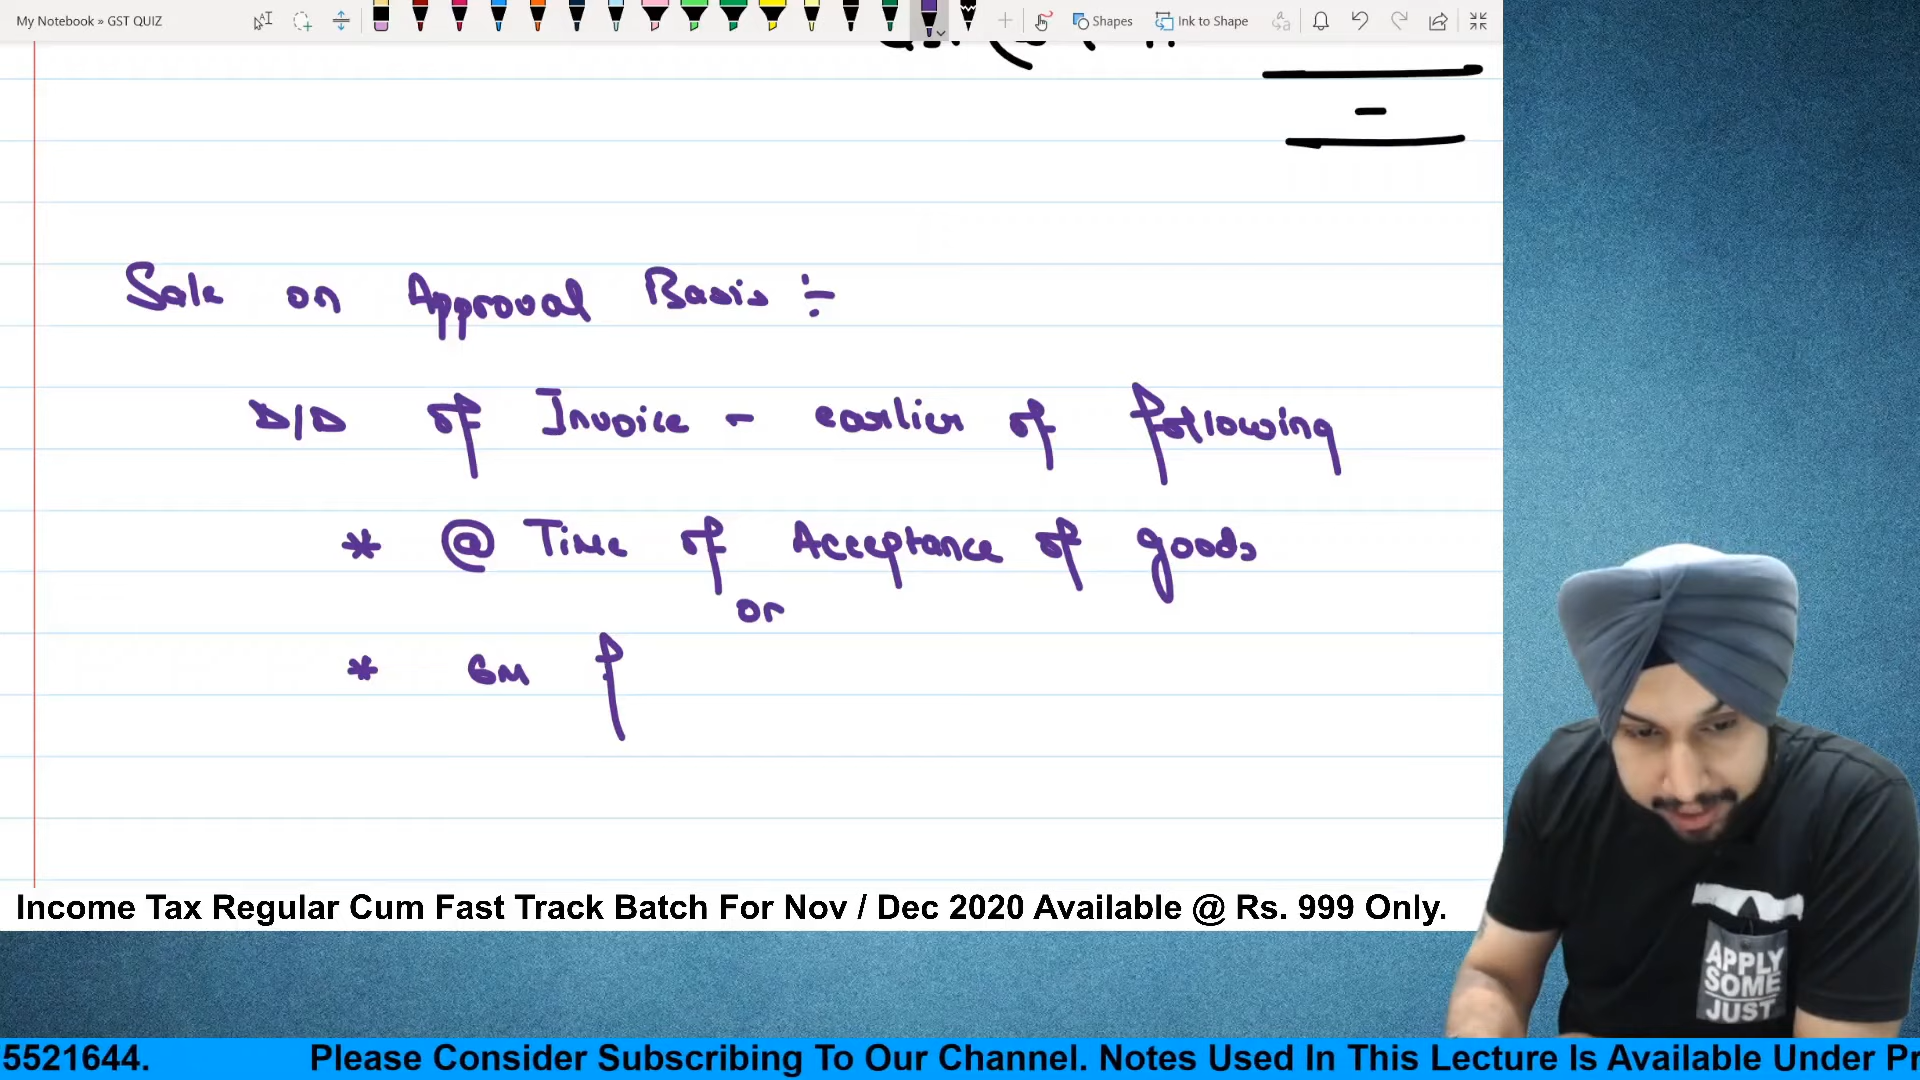 My Notebook » GST QUIZ
Shapes
Ink to Shape
Sale on Approval Basis :-
D/D of Invoice - earlier of following
* @ Time of Acceptance of goods
or
* 6M f
Income Tax Regular Cum Fast Track Batch For Nov / Dec 2020 Available @ Rs. 999 Only.
APPLY
SOME
JUST
5521644. Please Consider Subscribing To Our Channel. Notes Used In This Lecture Is Available Under Pr